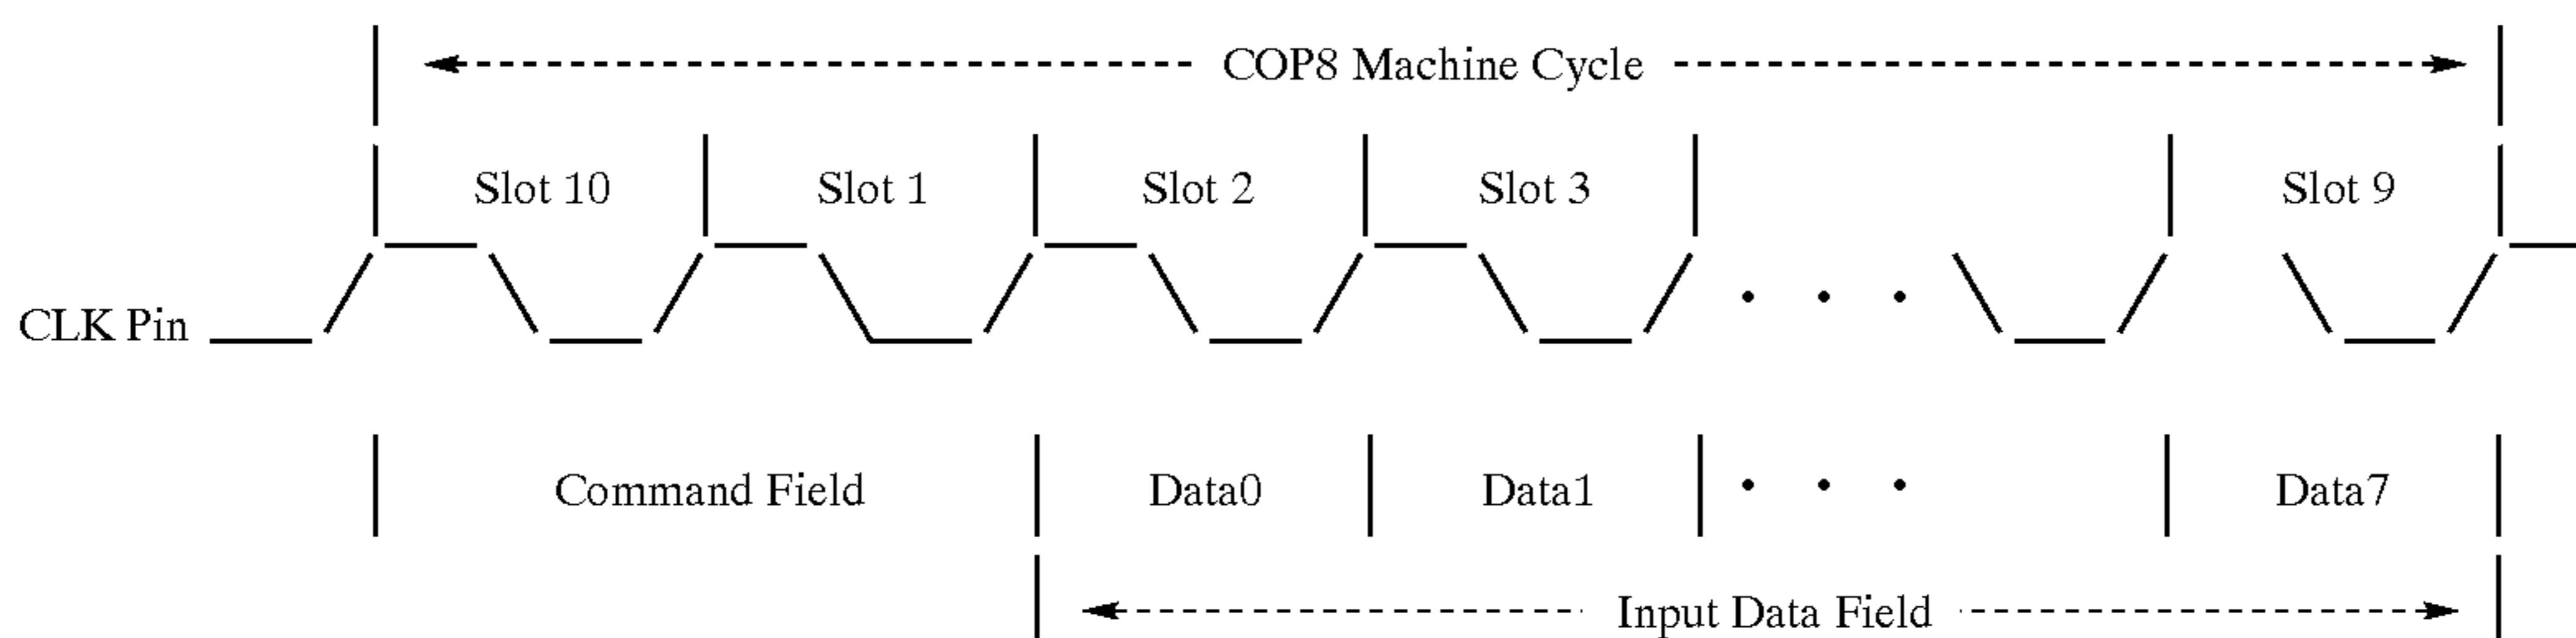 COP8 Machine Cycle
Slot 10 Slot 1 Slot 2 Slot 3 Slot 9
CLK Pin
Command Field Data0 Data1 Data7
Input Data Field